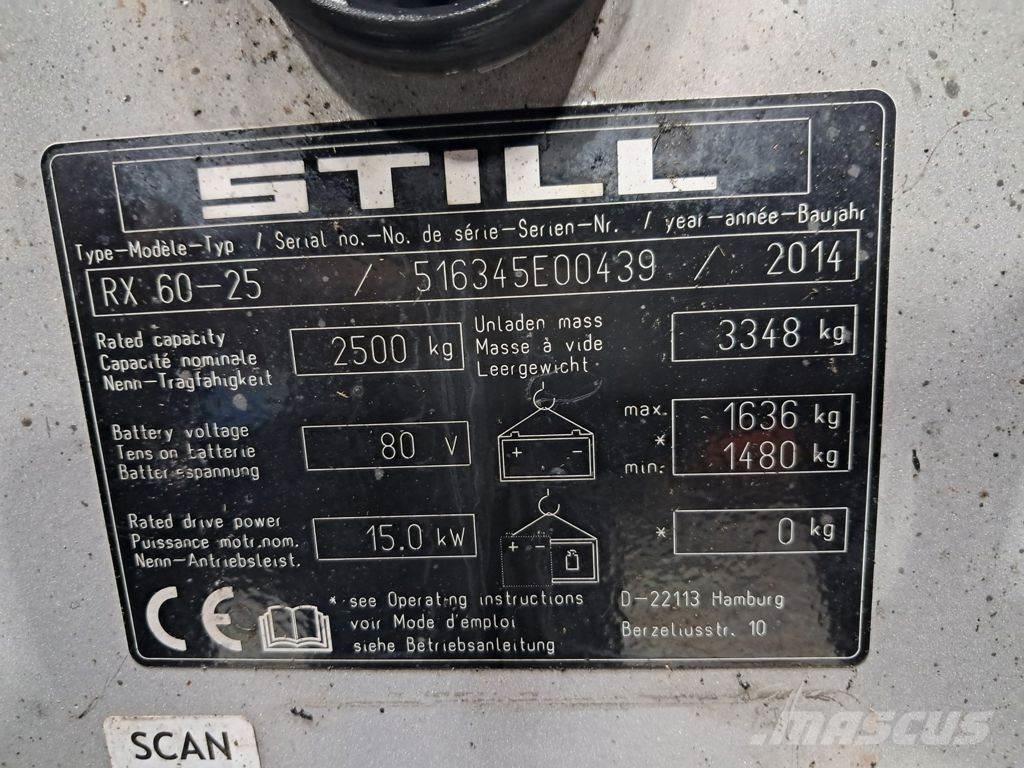 STILL
Type-Modèle-Typ / Serial no.-No. de série-Serien-Nr. / year-année-Baujahr
RX 60-25 / 516345E00439 / 2014
Rated capacity
Capacité nominale
Nenn-Tragfähigkeit
2500 kg
Unladen mass
Masse à vide
Leergewicht
3348 kg
Battery voltage
Tens on batterie
Batter espannung
80 V
+ -
max. 1636 kg
*
min. 1480 kg
Rated drive power
Puissance motr.nom.
Nenn-Antriebsleist.
15.0 kW
+ -
* 0 kg
CE
* see Operating instructions
voir Mode d'emploi
siehe Betriebsanleitung
D-22113 Hamburg
Berzeliusstr. 10
SCAN
MASCUS